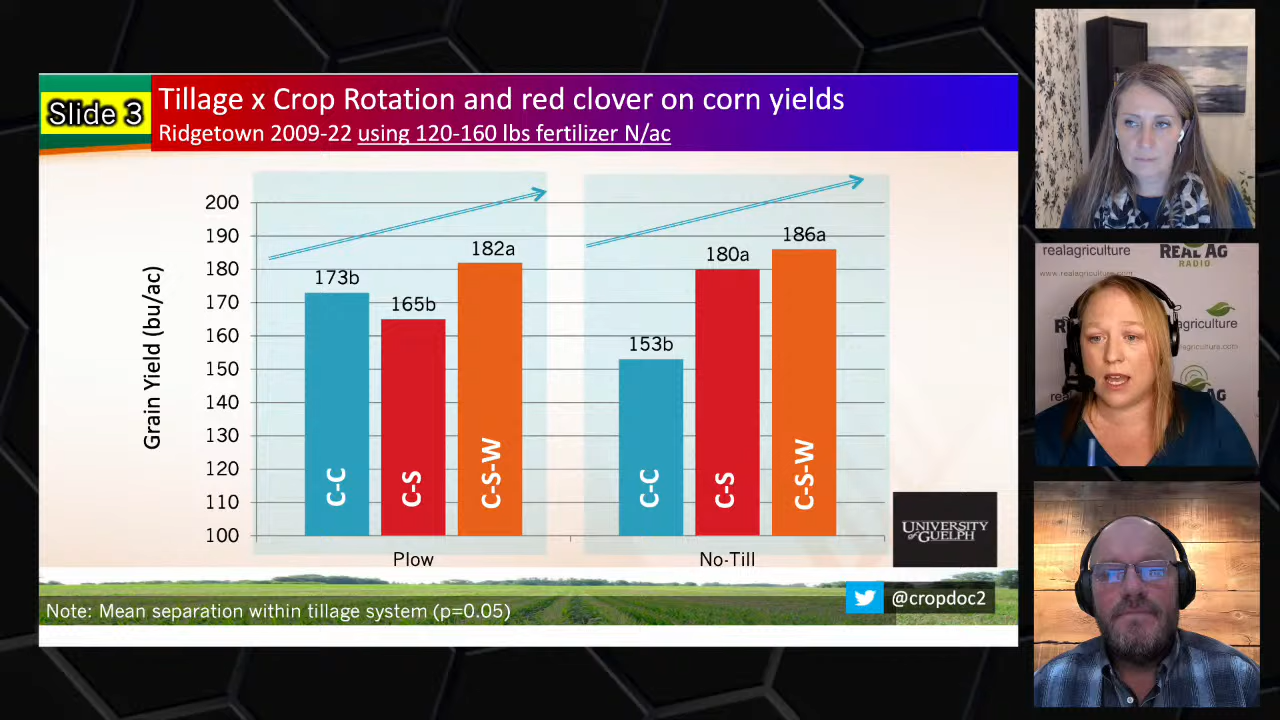 Slide 3
Tillage x Crop Rotation and red clover on corn yields
Ridgetown 2009-22 using 120-160 lbs fertilizer N/ac
Grain Yield (bu/ac)
200
190
180
170
160
150
140
130
120
110
100
173b
165b
182a
153b
180a
186a
C-C
C-S
C-S-W
C-C
C-S
C-S-W
Plow
No-Till
UNIVERSITY
OF GUELPH
@cropdoc2
Note: Mean separation within tillage system (p=0.05)
realagriculture
REAL AG
RADIO
www.realagriculture.com
agriculture